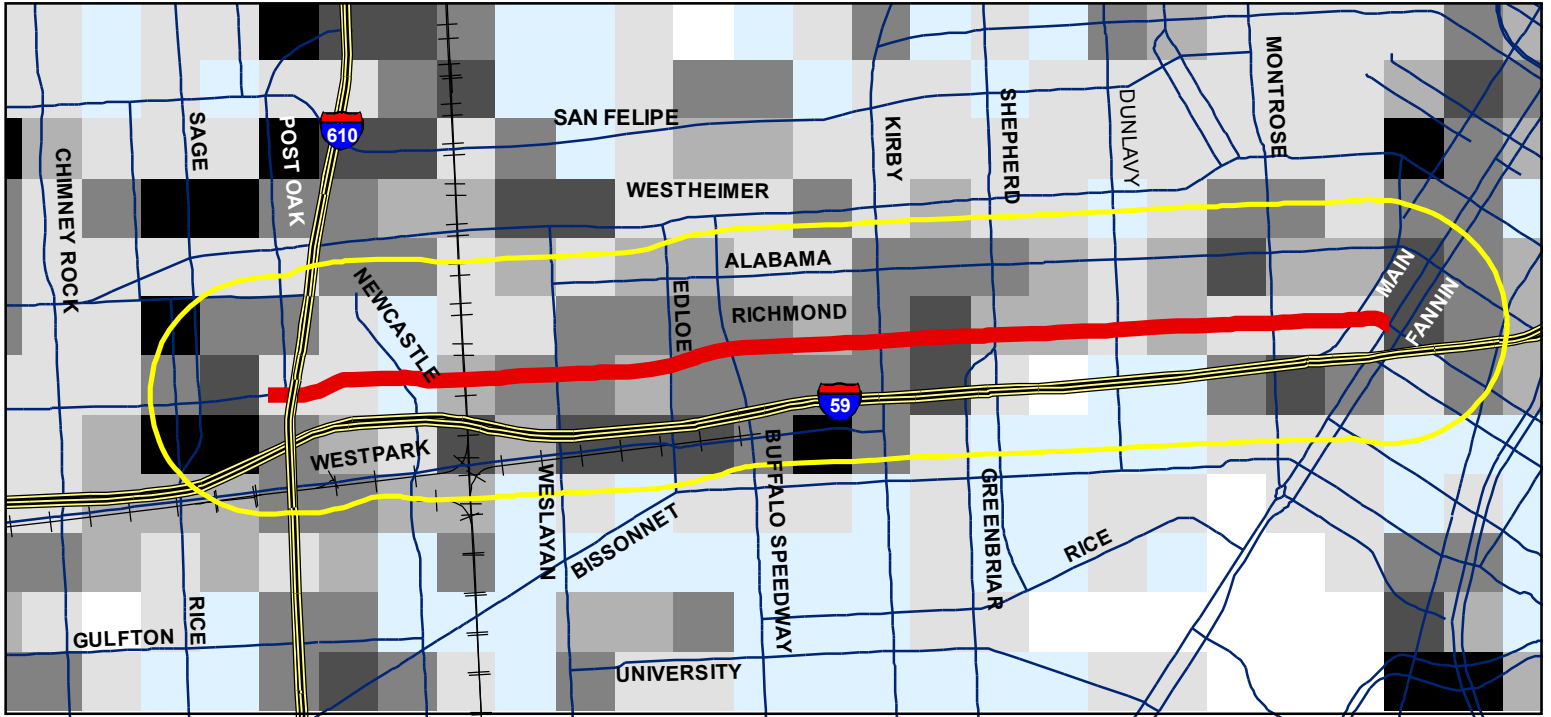 MONTROSE
SHEPHERD
DUNLAVY
SAN FELIPE
610
SAGE
POST OAK
KIRBY
CHIMNEY ROCK
WESTHEIMER
ALABAMA
MAIN
NEWCASTLE
EDLOE
RICHMOND
FANNIN
59
WESTPARK
BUFFALO SPEEDWAY
WESLAYAN
GREENBRIAR
BISSONNET
RICE
RICE
GULFTON
UNIVERSITY